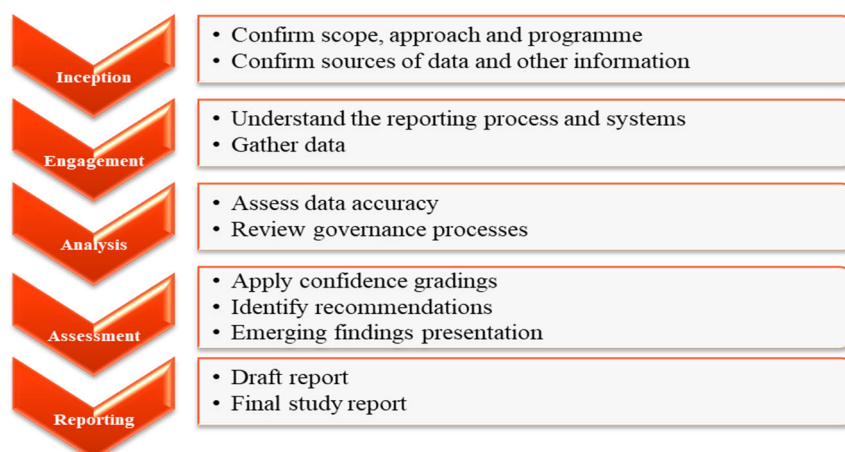 Inception
• Confirm scope, approach and programme
• Confirm sources of data and other information
Engagement
• Understand the reporting process and systems
• Gather data
Analysis
• Assess data accuracy
• Review governance processes
Assessment
• Apply confidence gradings
• Identify recommendations
• Emerging findings presentation
Reporting
• Draft report
• Final study report